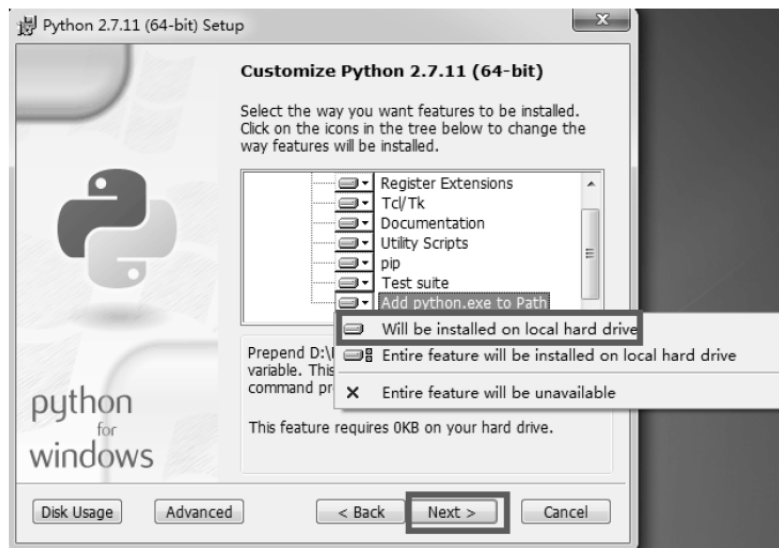 Python 2.7.11 (64-bit) Setup
Customize Python 2.7.11 (64-bit)
Select the way you want features to be installed.
Click on the icons in the tree below to change the
way features will be installed.
Register Extensions
Tcl/Tk
Documentation
Utility Scripts
pip
Test suite
Add python.exe to Path
Will be installed on local hard drive
Entire feature will be installed on local hard drive
Entire feature will be unavailable
Prepend D:\
variable. This
command pr
This feature requires 0KB on your hard drive.
python
for
windows
Disk Usage
Advanced
< Back
Next >
Cancel